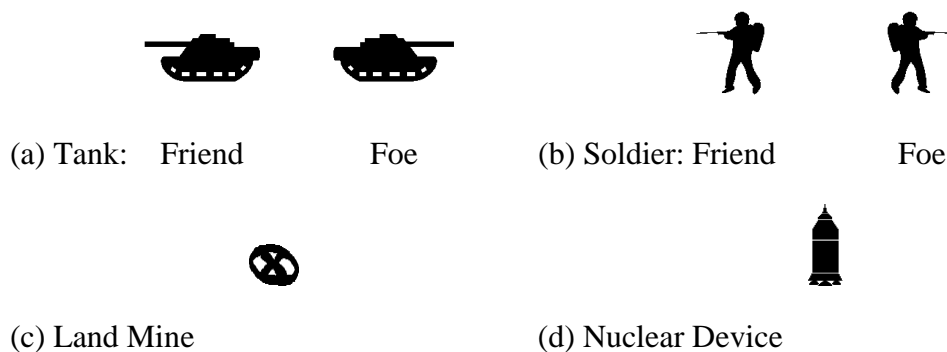 (a) Tank: Friend Foe
(b) Soldier: Friend Foe
(c) Land Mine
(d) Nuclear Device